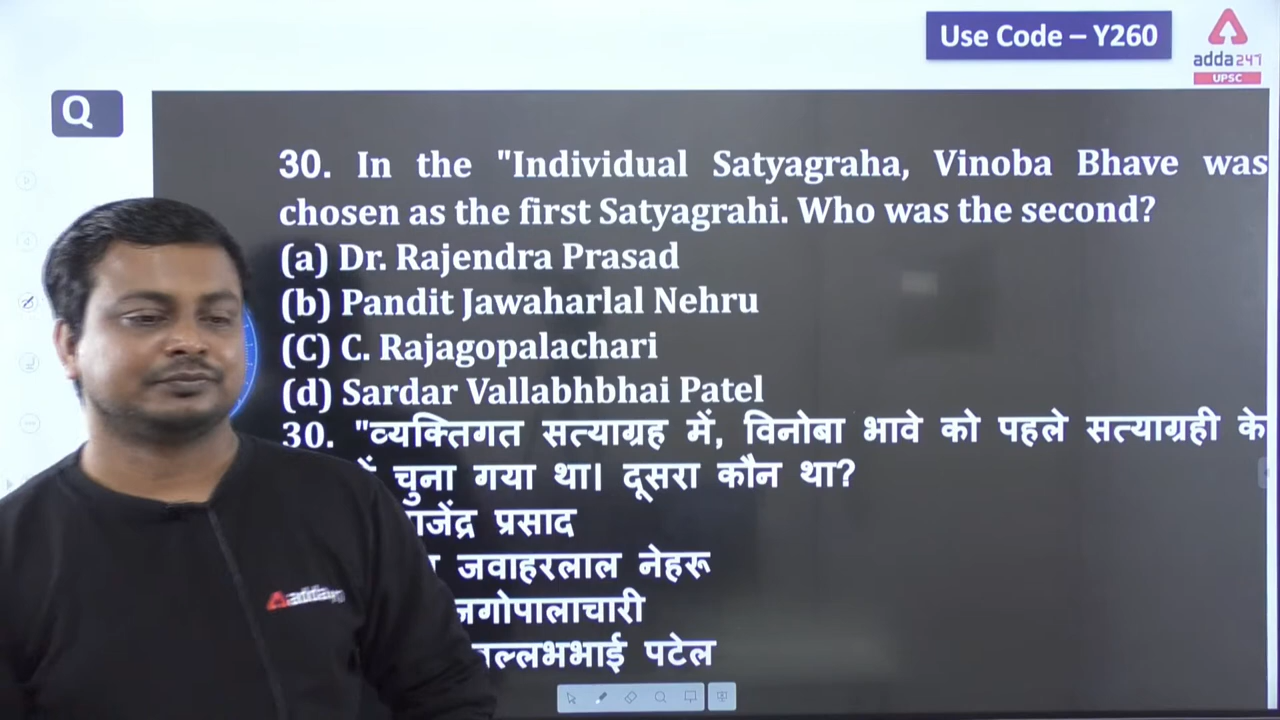 Use Code – Y260
adda247
UPSC
Q
30. In the "Individual Satyagraha, Vinoba Bhave was
chosen as the first Satyagrahi. Who was the second?
(a) Dr. Rajendra Prasad
(b) Pandit Jawaharlal Nehru
(C) C. Rajagopalachari
(d) Sardar Vallabhbhai Patel
30. "व्यक्तिगत सत्याग्रह में, विनोबा भावे को पहले सत्याग्रही के
चुना गया था। दूसरा कौन था?
प्रसाद
जवाहरलाल नेहरू
पटेल